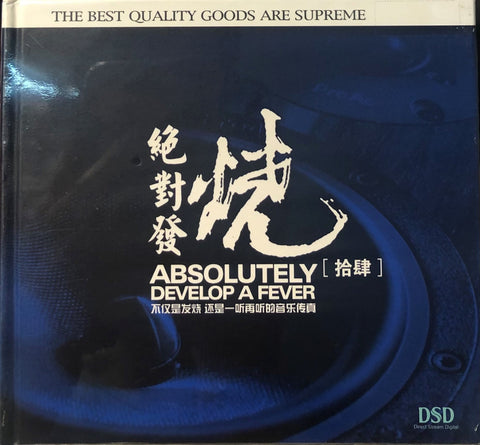 THE BEST QUALITY GOODS ARE SUPREME
絕對發烧
[拾肆]
ABSOLUTELY
DEVELOP A FEVER
不仅是发烧 还是一听再听的音乐传真
DSD
Direct Stream Digital